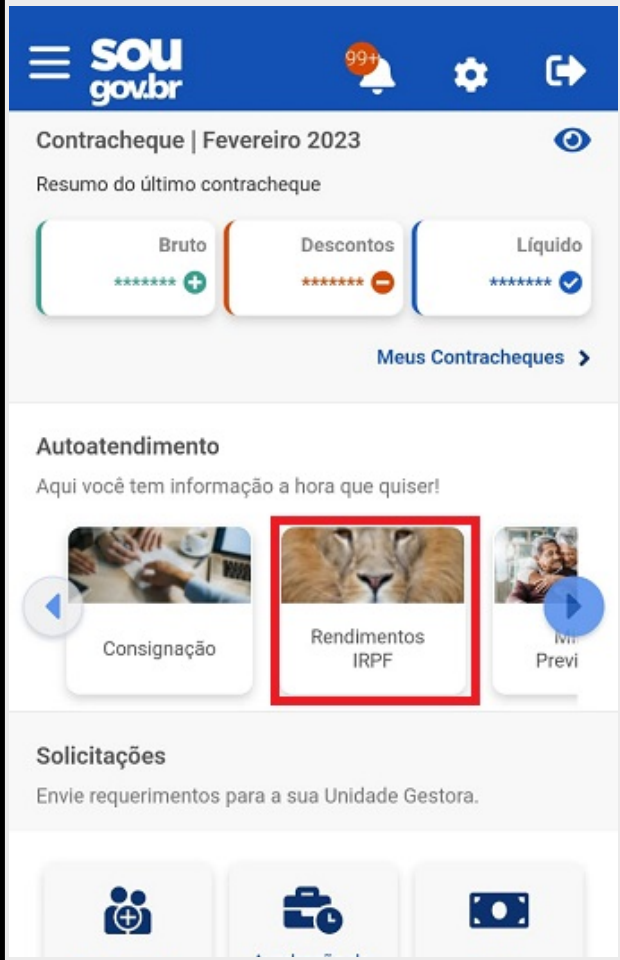 sou
gov.br
99+
Contracheque | Fevereiro 2023
Resumo do último contracheque
Bruto
Descontos
Líquido
*******
*******
*******
Meus Contracheques
Autoatendimento
Aqui você tem informação a hora que quiser!
Consignação
Rendimentos
IRPF
Previ
Solicitações
Envie requerimentos para a sua Unidade Gestora.